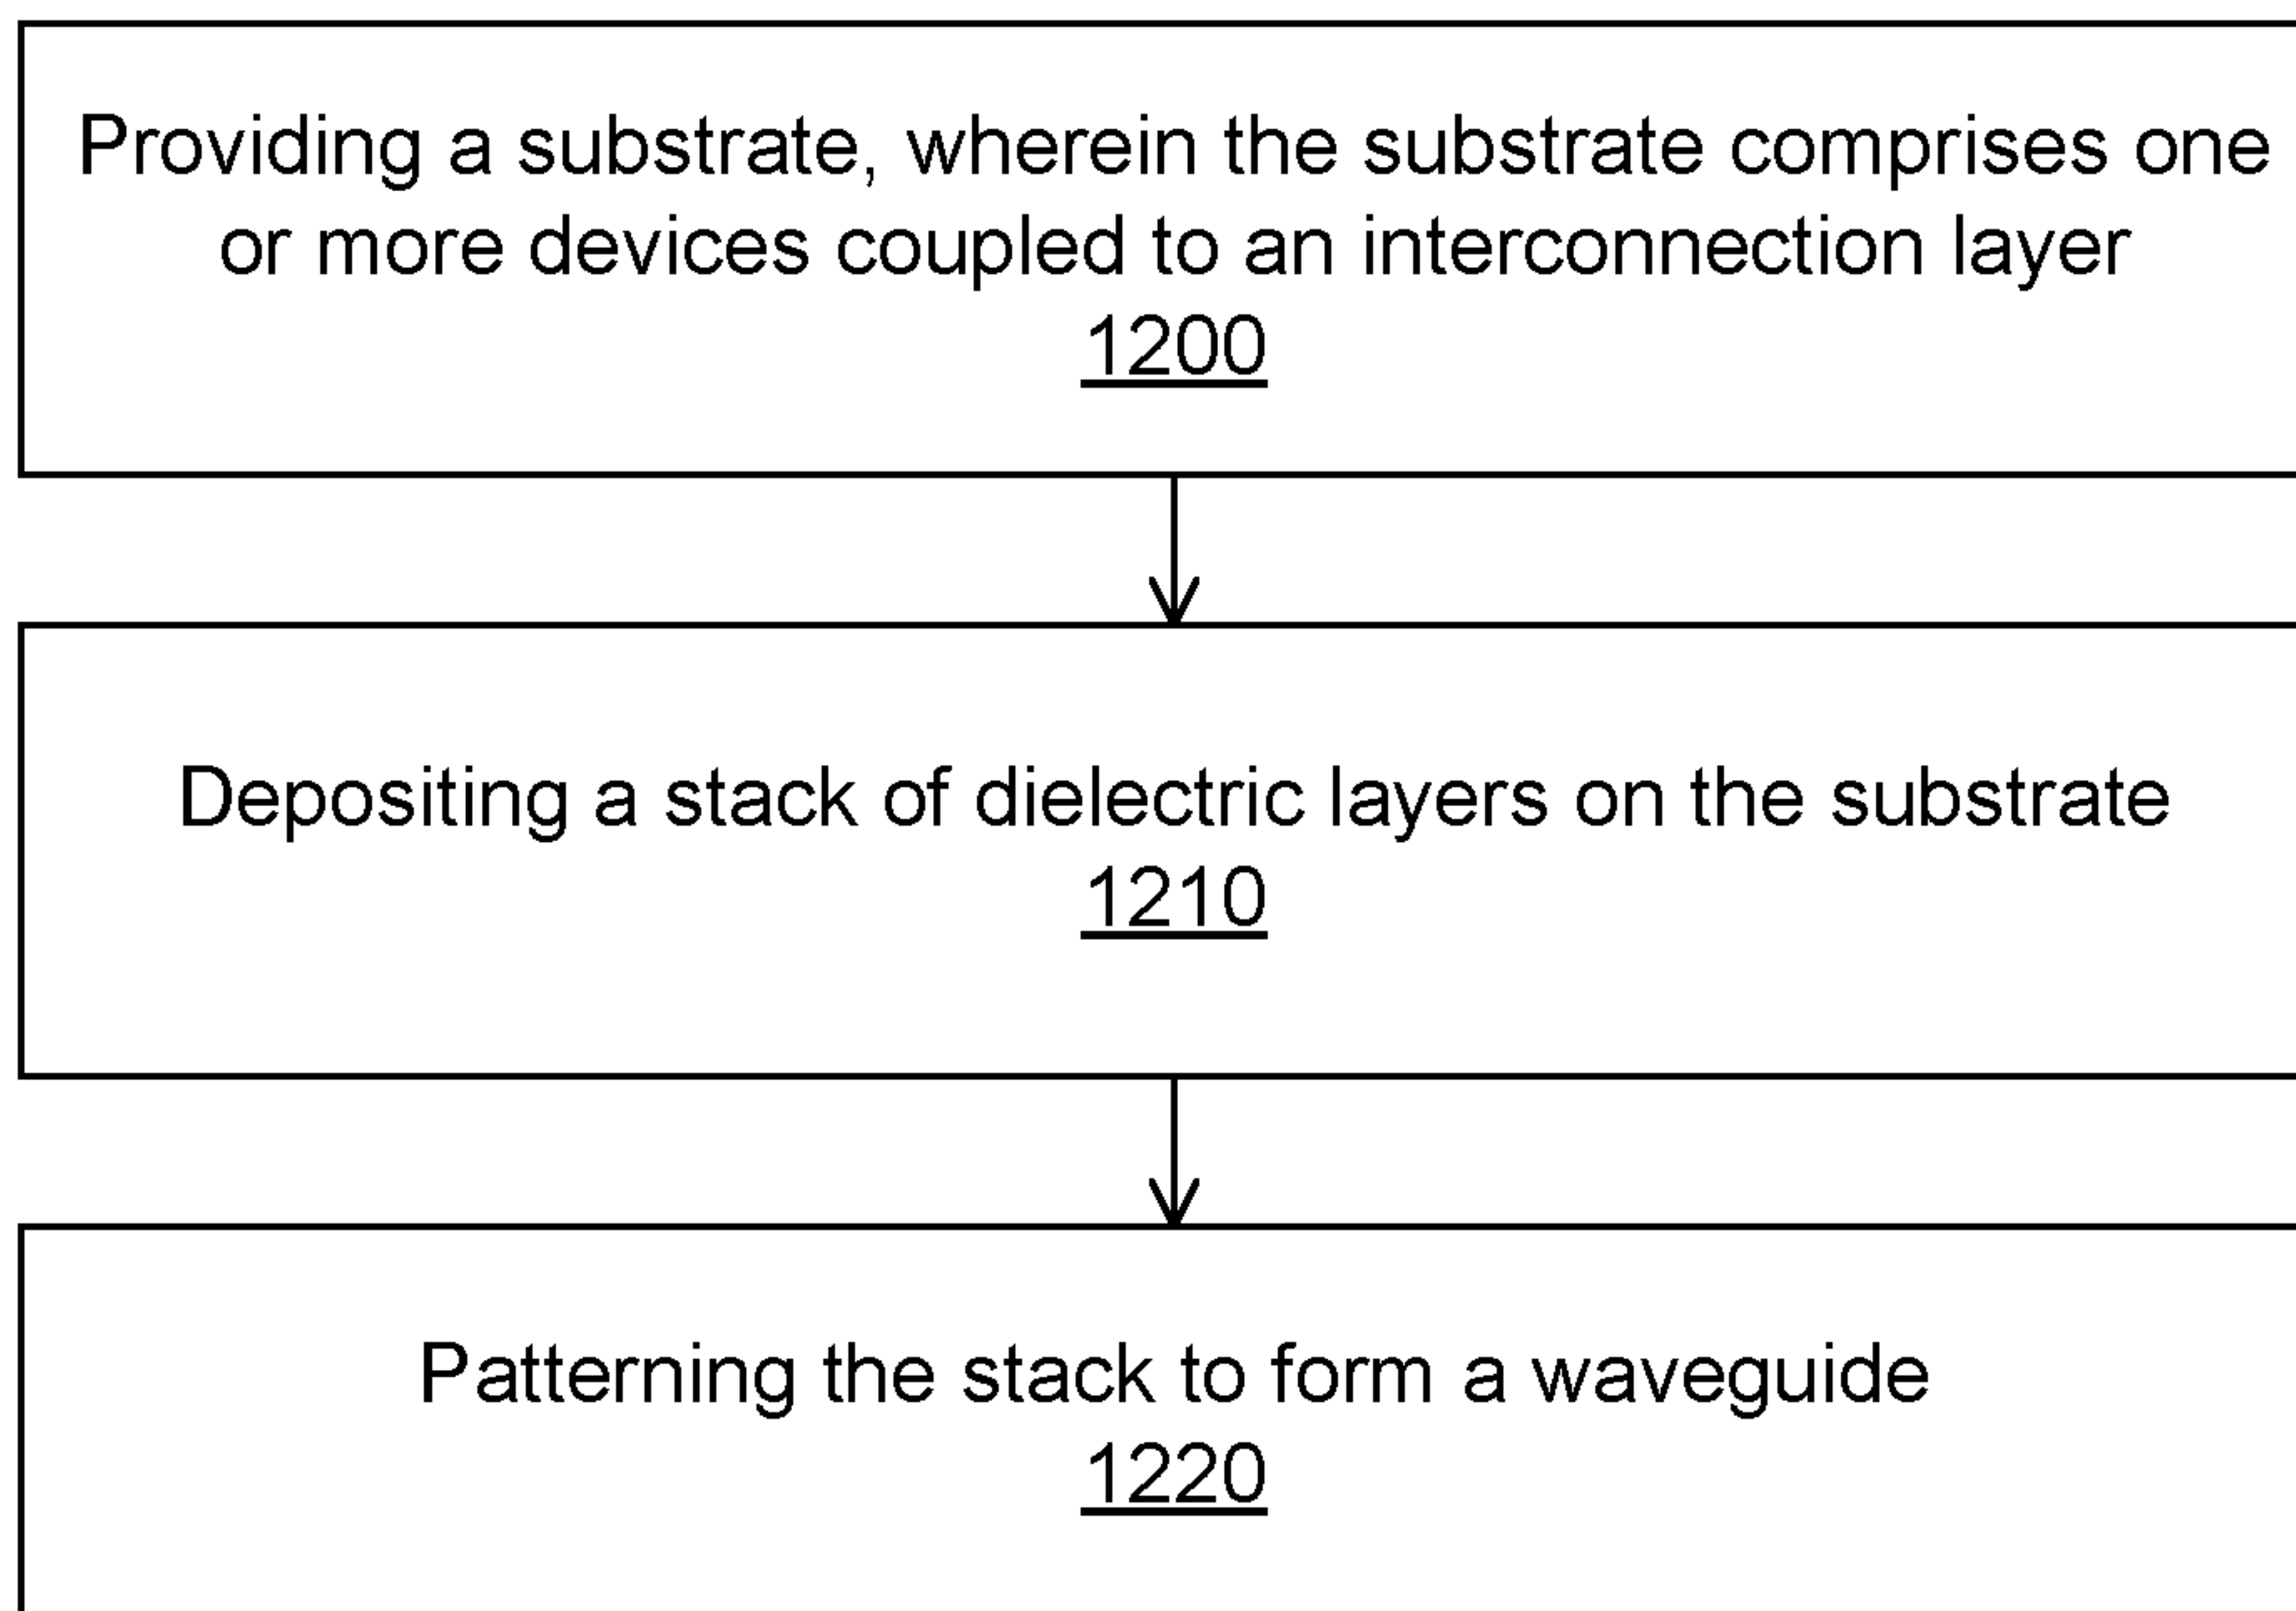 Providing a substrate, wherein the substrate comprises one
or more devices coupled to an interconnection layer
1200
Depositing a stack of dielectric layers on the substrate
1210
Patterning the stack to form a waveguide
1220